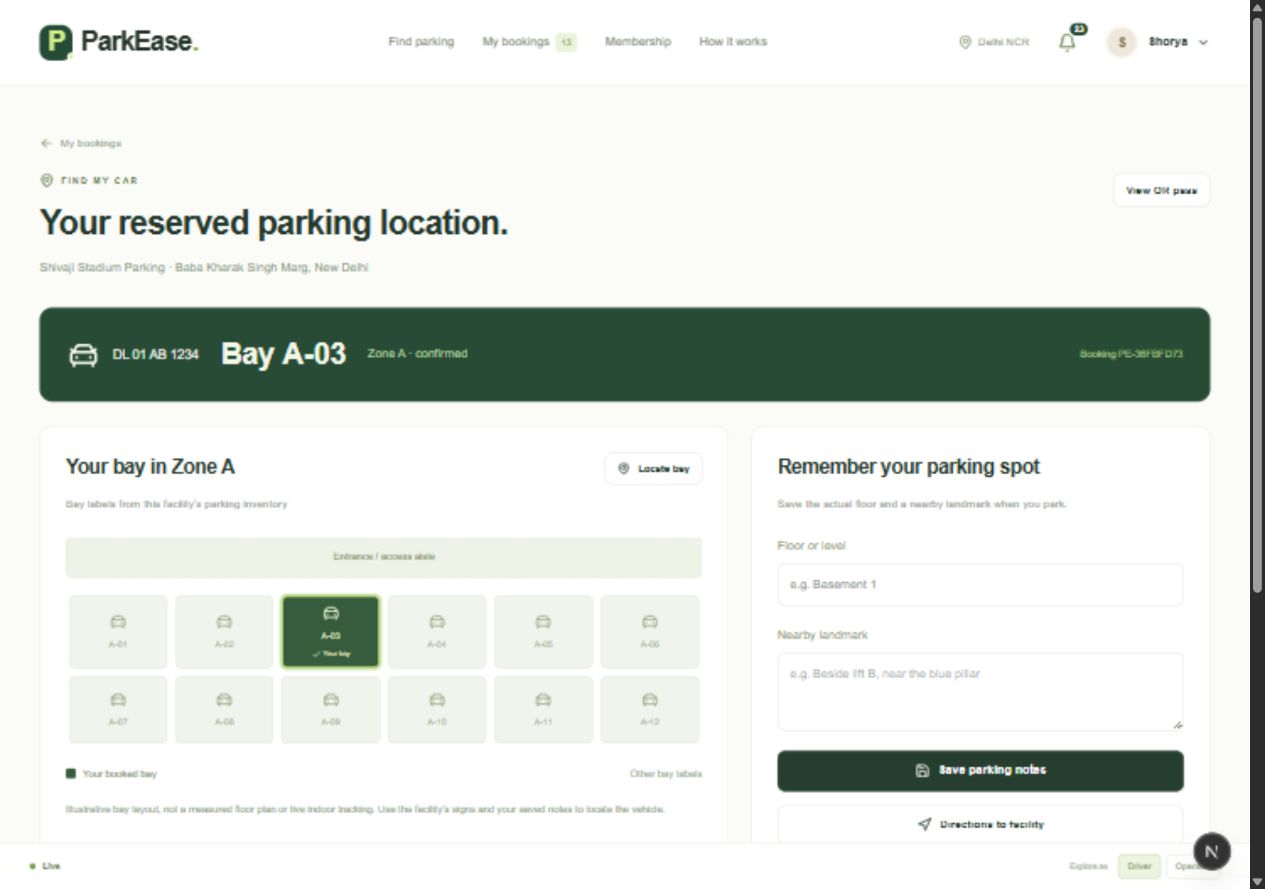 ParkEase.
Find parking My bookings 13 Membership How it works
Delhi NCR 23 S Shorya
My bookings
FIND MY CAR
View QR pass
Your reserved parking location.
Shivaji Stadium Parking · Baba Kharak Singh Marg, New Delhi
DL 01 AB 1234 Bay A-03 Zone A · confirmed
Booking
Your bay in Zone A
Locate bay
Bay labels from this facility's parking inventory
Entrance / access aisle
A-01 A-02 A-03 A-04 A-05 A-06
Your bay
A-07 A-08 A-09 A-10 A-11 A-12
Your booked bay
Other bay labels
Illustrative bay layout, not a measured floor plan or live indoor tracking. Use the facility's signs and your saved notes to locate the vehicle.
Remember your parking spot
Save the actual floor and a nearby landmark when you park.
Floor or level
e.g. Basement 1
Nearby landmark
e.g. Beside lift B, near the blue pillar
Save parking notes
Directions to facility
Live
Explore as Driver
N